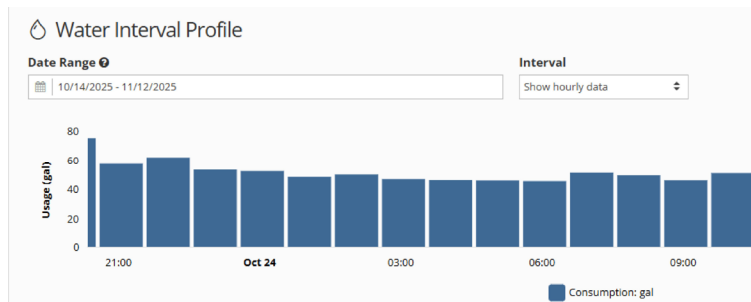 Water Interval Profile
Date Range ?
Interval
10/14/2025 - 11/12/2025
Show hourly data
80
60
40
20
0
Usage (gal)
21:00
Oct 24
03:00
06:00
09:00
Consumption: gal